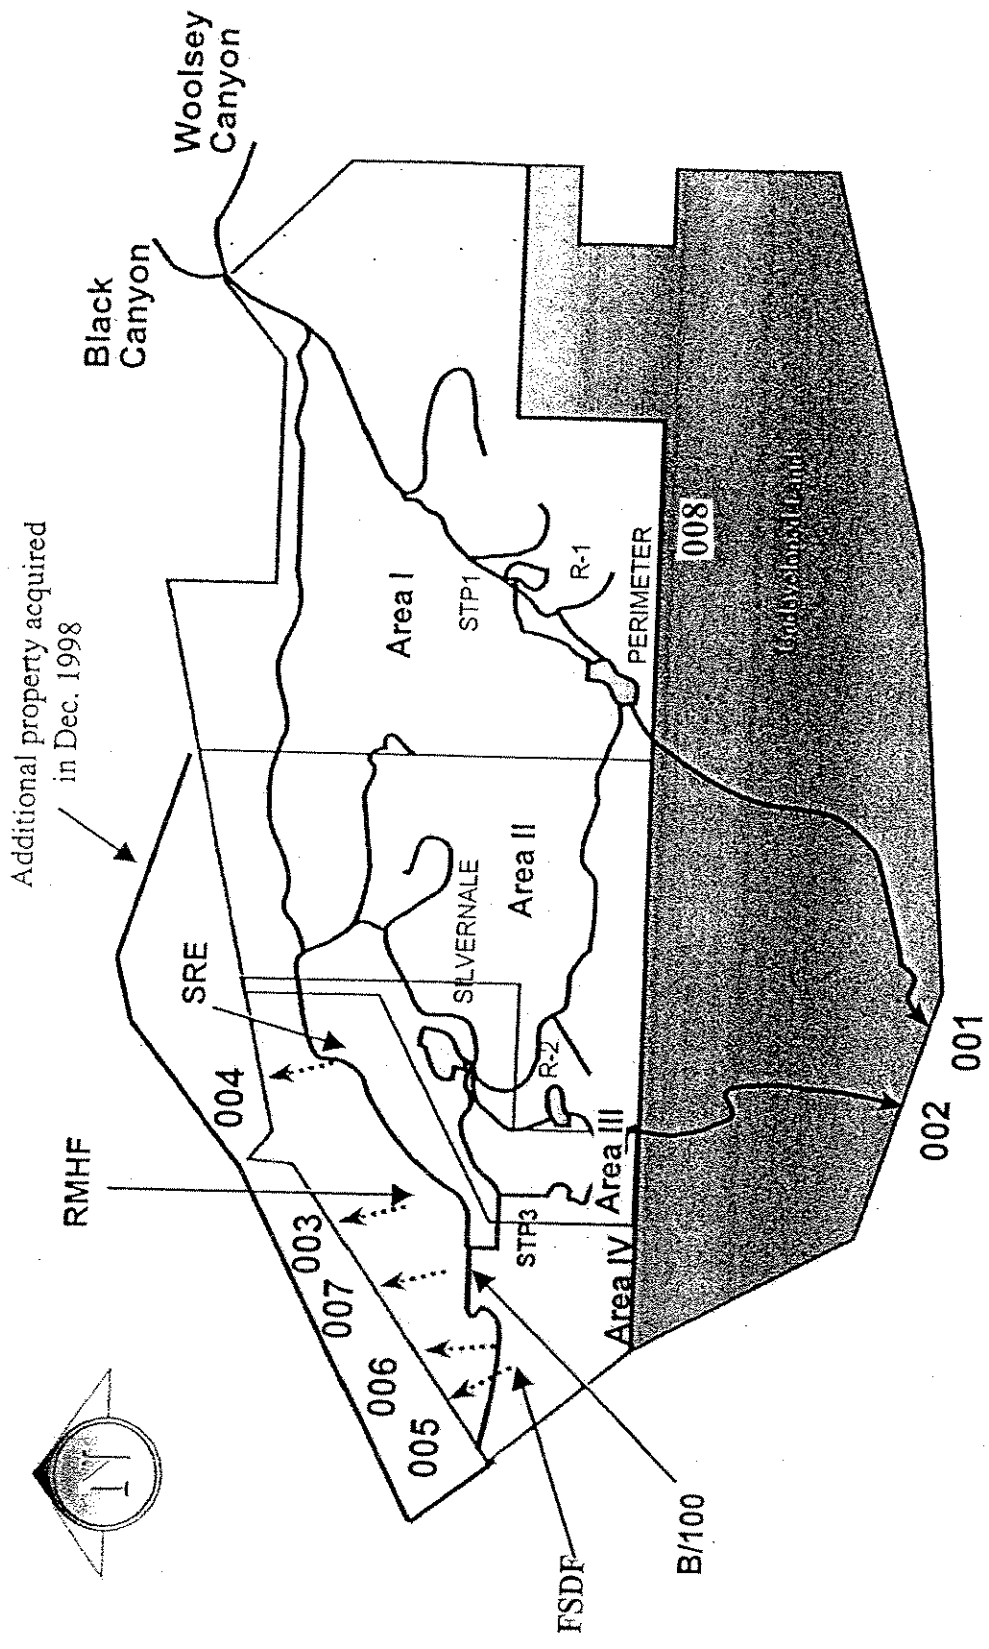 Woolsey
Canyon
Black
Canyon
Additional property acquired
in Dec. 1998
SRE
RMHF
004
003
007
006
005
N
Area I
STP1
R-1
PERIMETER
008
Area II
SILVERNALE
R-2
Area III
STP3
Area IV
001
002
B/100
FSDF